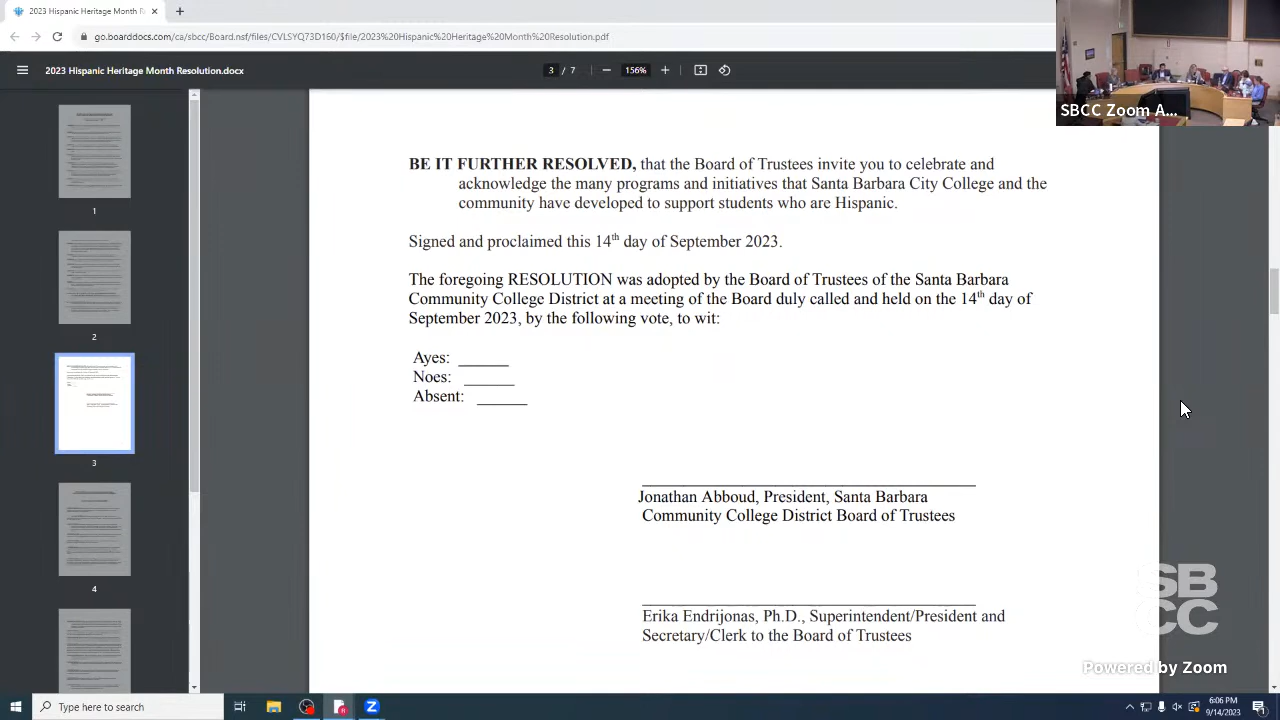 2023 Hispanic Heritage Month R
go.boarddocs.com/ca/sbcc/Board.nsf/files/CVLSYQ73D150/$file/2023%20Hispanic%20Heritage%20Month%20Resolution.pdf
2023 Hispanic Heritage Month Resolution.docx
3 / 7
156%
SBCC Zoom A...
1
2
3
4
BE IT FURTHER RESOLVED, that the Board of Trustees invite you to celebrate and
acknowledge the many programs and initiatives that Santa Barbara City College and the
community have developed to support students who are Hispanic.
Signed and proclaimed this 14th day of September 2023.
The foregoing RESOLUTION was adopted by the Board of Trustees of the Santa Barbara
Community College District at a meeting of the Board duly called and held on the 14th day of
September 2023, by the following vote, to wit:
Ayes: ______
Noes: ______
Absent: ______
Jonathan Abboud, President, Santa Barbara
Community College District Board of Trustees
Erika Endrijonas, Ph.D., Superintendent/President and
Secretary/Clerk to the Board of Trustees
SB
CC
Powered by Zoom
Type here to search
6:06 PM
9/14/2023